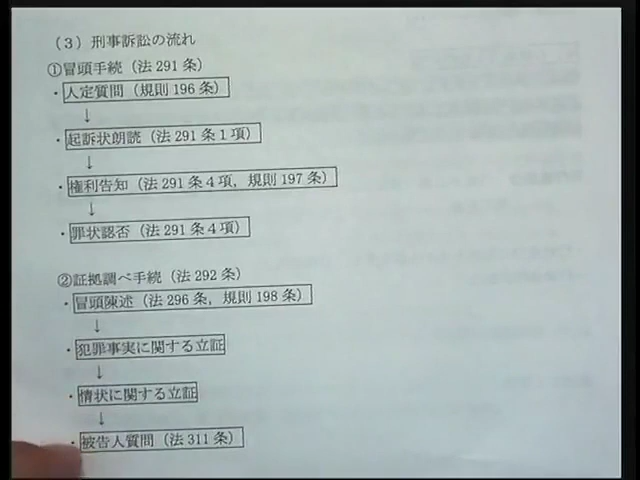 (3)刑事訴訟の流れ
①冒頭手続(法291条)
・人定質問(規則196条)
↓
・起訴状朗読(法291条1項)
↓
・権利告知(法291条4項,規則197条)
↓
・罪状認否(法291条4項)
②証拠調べ手続(法292条)
・冒頭陳述(法296条,規則198条)
↓
・犯罪事実に関する立証
↓
・情状に関する立証
↓
・被告人質問(法311条)